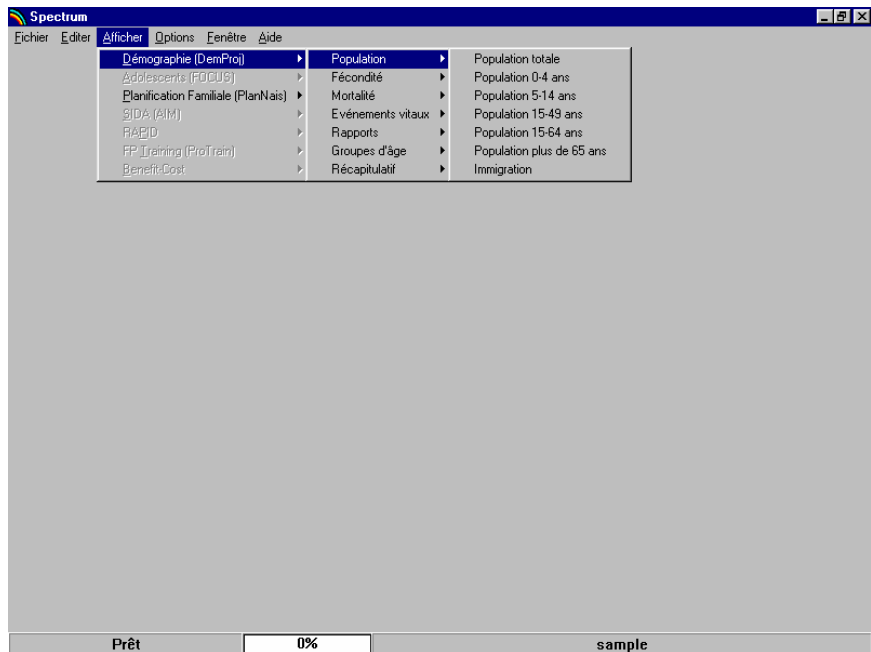 Spectrum
Fichier Editer Afficher Options Fenêtre Aide
Démographie (DemProj)
Adolescents (FOCUS)
Planification Familiale (PlanNais)
SIDA (AIM)
RAPID
FP Training (ProTrain)
Benefit-Cost
Population
Fécondité
Mortalité
Evénements vitaux
Rapports
Groupes d'âge
Récapitulatif
Population totale
Population 0-4 ans
Population 5-14 ans
Population 15-49 ans
Population 15-64 ans
Population plus de 65 ans
Immigration
Prêt 0% sample